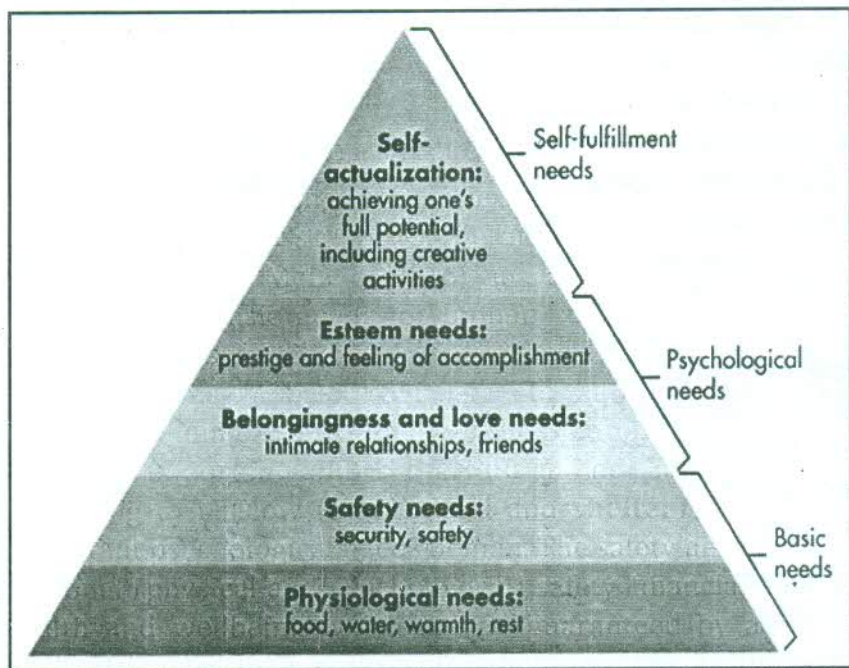 Self-
actualization:
achieving one's
full potential,
including creative
activities
Self-fulfillment
needs
Esteem needs:
prestige and feeling of accomplishment
Psychological
needs
Belongingness and love needs:
intimate relationships, friends
Safety needs:
security, safety
Basic
needs
Physiological needs:
food, water, warmth, rest